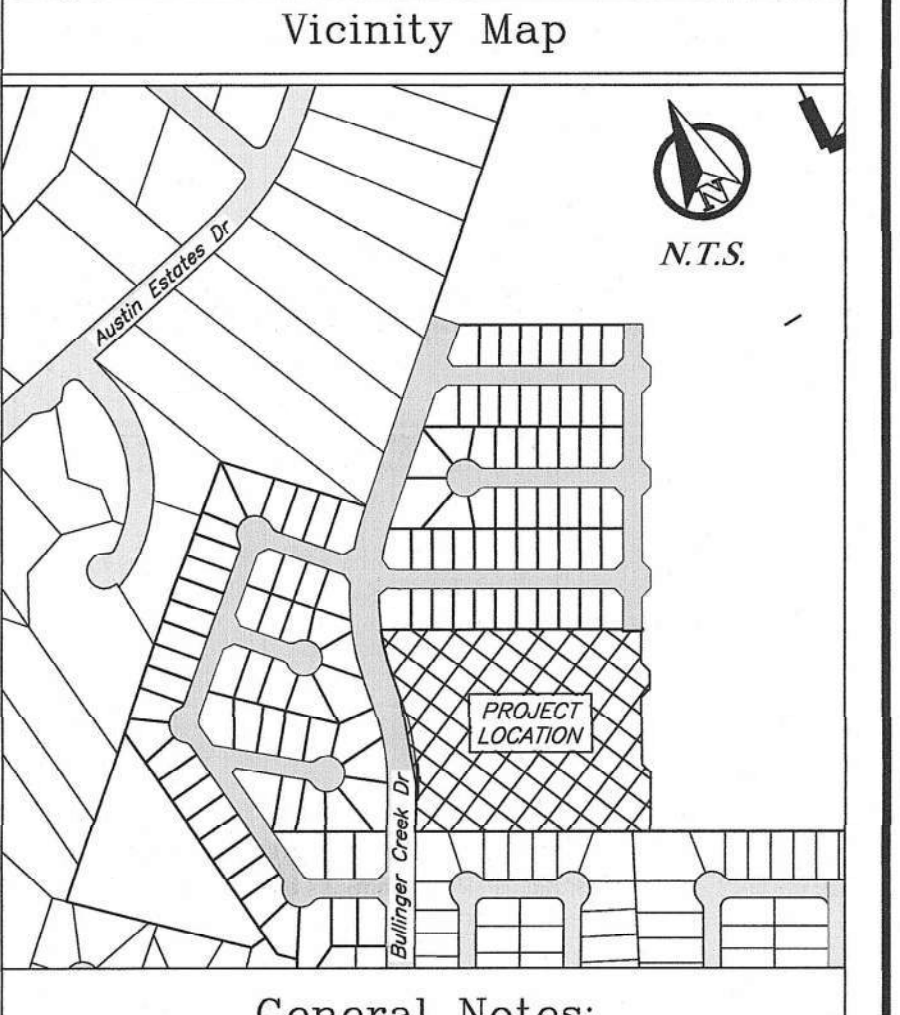 Vicinity Map
N
N.T.S.
Austin Estates Dr
PROJECT
LOCATION
Bullinger Creek Dr
General Notes: